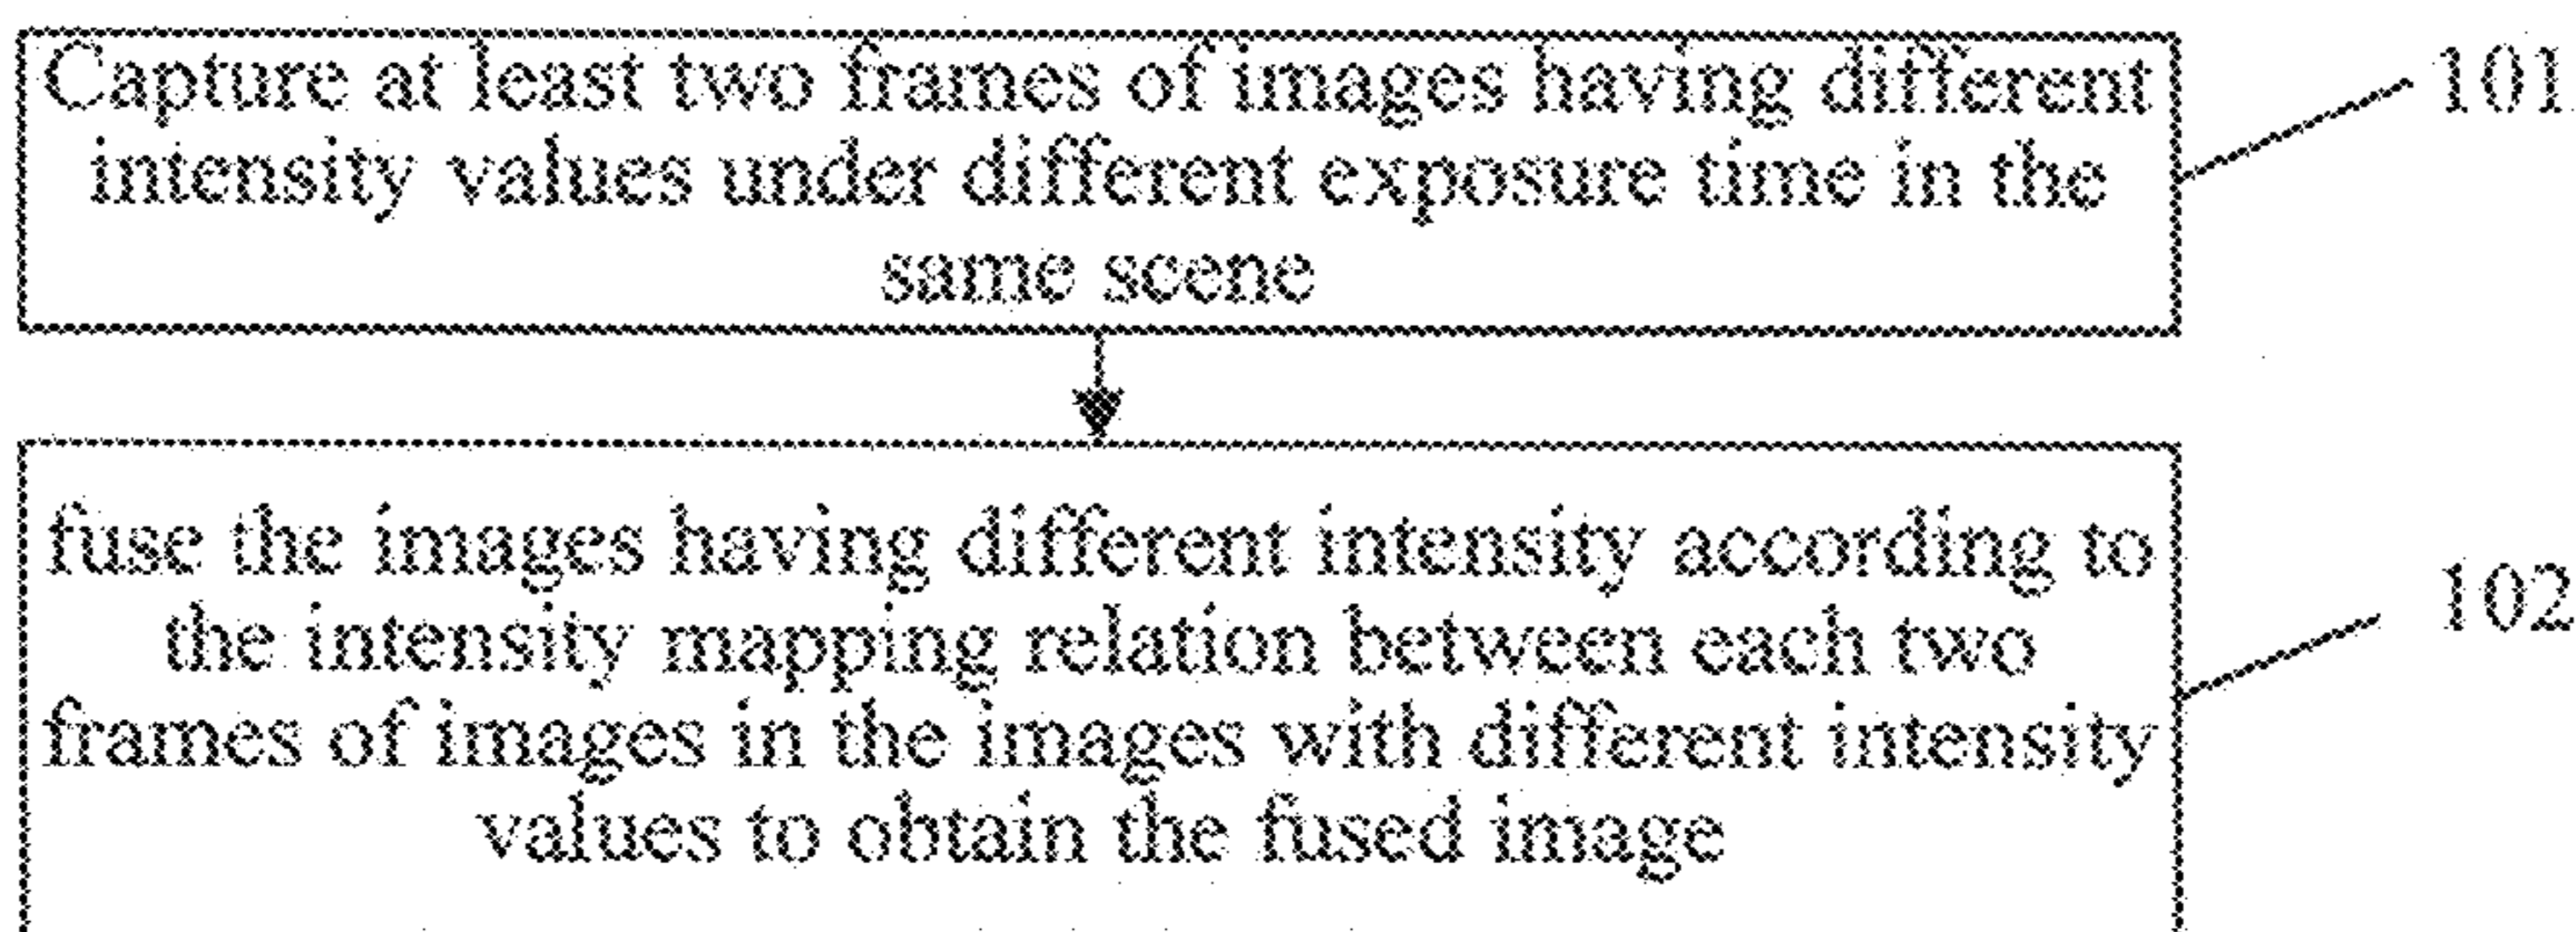 Capture at least two frames of images having different
intensity values under different exposure time in the
same scene
101
fuse the images having different intensity according to
the intensity mapping relation between each two
frames of images in the images with different intensity
values to obtain the fused image
102